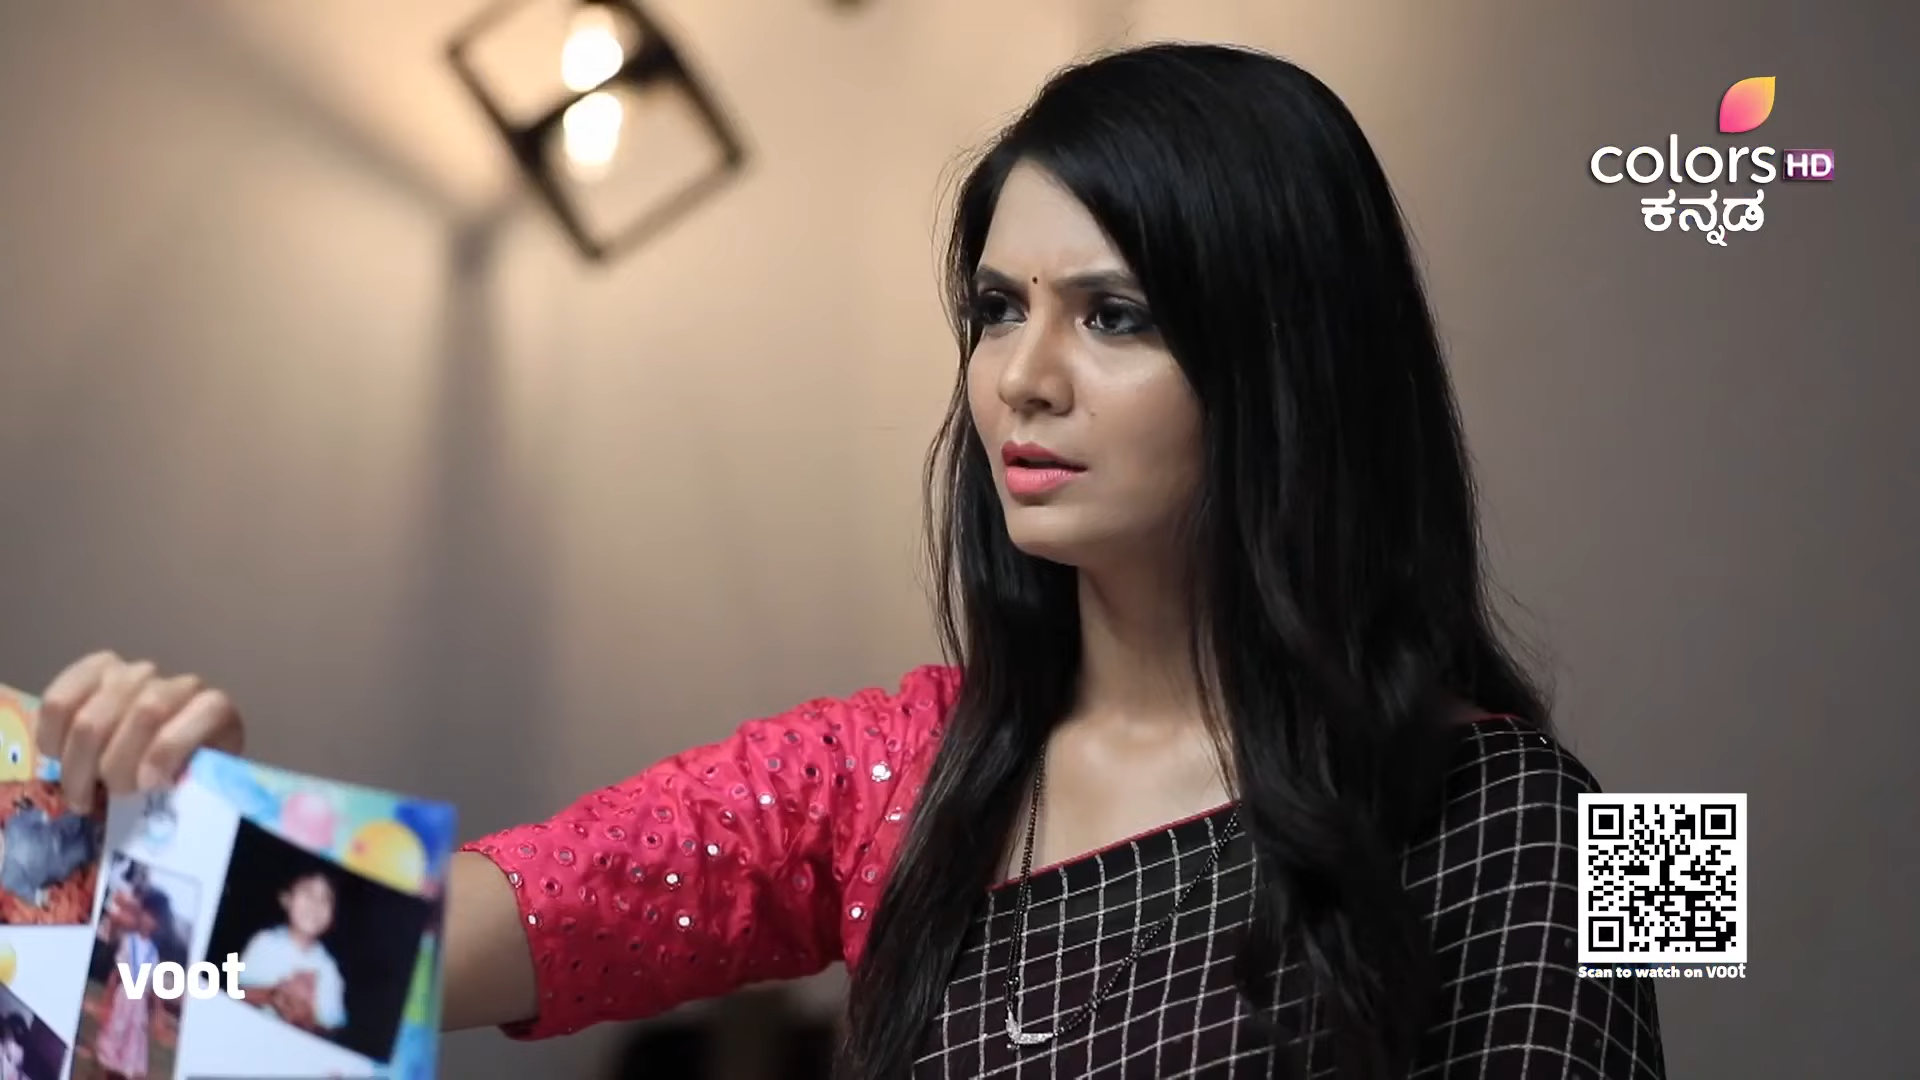 colors HD
ಕನ್ನಡ
voot
Scan to watch on voot